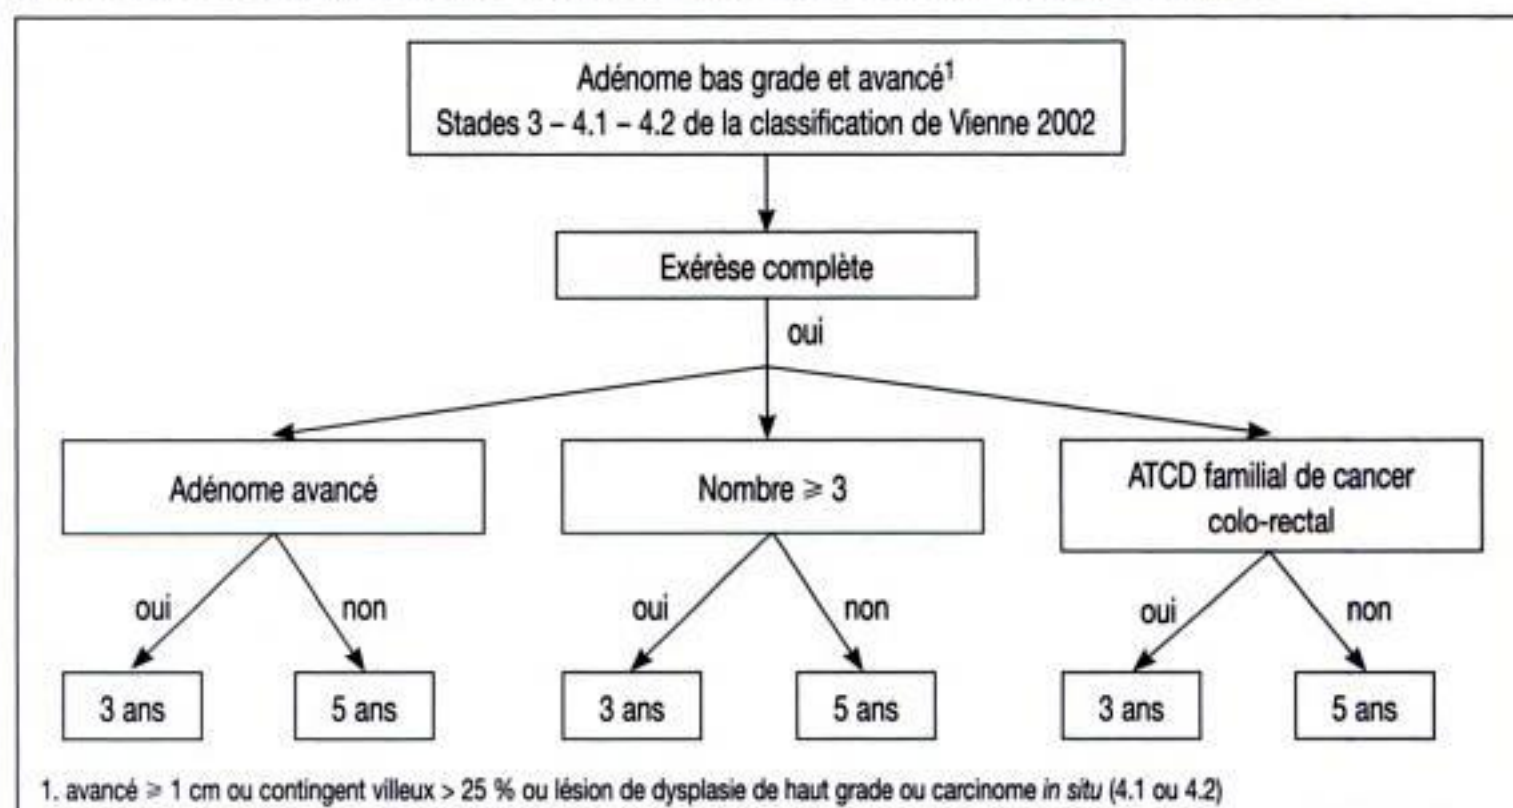 Adénome bas grade et avancé¹
Stades 3 – 4.1 – 4.2 de la classification de Vienne 2002
Exérèse complète
oui
Adénome avancé
Nombre ⩾ 3
ATCD familial de cancer
colo-rectal
oui
non
oui
non
oui
non
3 ans
5 ans
3 ans
5 ans
3 ans
5 ans
1. avancé ⩾ 1 cm ou contingent villeux > 25 % ou lésion de dysplasie de haut grade ou carcinome in situ (4.1 ou 4.2)